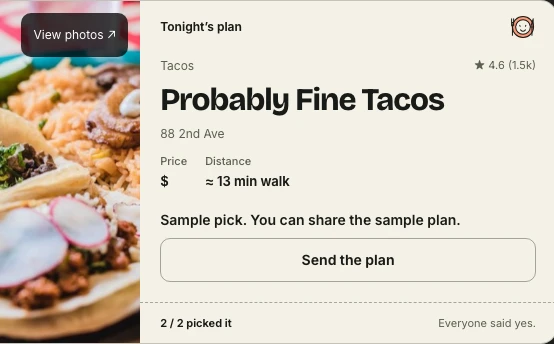 View photos ↗
Tonight’s plan
Tacos
★ 4.6 (1.5k)
Probably Fine Tacos
88 2nd Ave
Price Distance
$ ≈ 13 min walk
Sample pick. You can share the sample plan.
Send the plan
2 / 2 picked it
Everyone said yes.